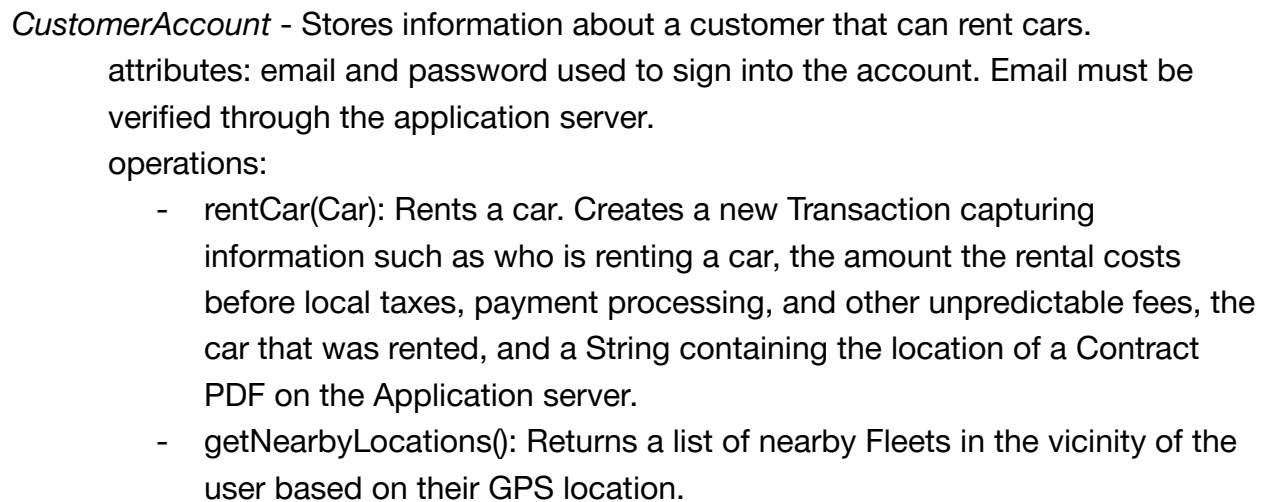 CustomerAccount - Stores information about a customer that can rent cars.
attributes: email and password used to sign into the account. Email must be
verified through the application server.
operations:
- rentCar(Car): Rents a car. Creates a new Transaction capturing
information such as who is renting a car, the amount the rental costs
before local taxes, payment processing, and other unpredictable fees, the
car that was rented, and a String containing the location of a Contract
PDF on the Application server.
- getNearbyLocations(): Returns a list of nearby Fleets in the vicinity of the
user based on their GPS location.